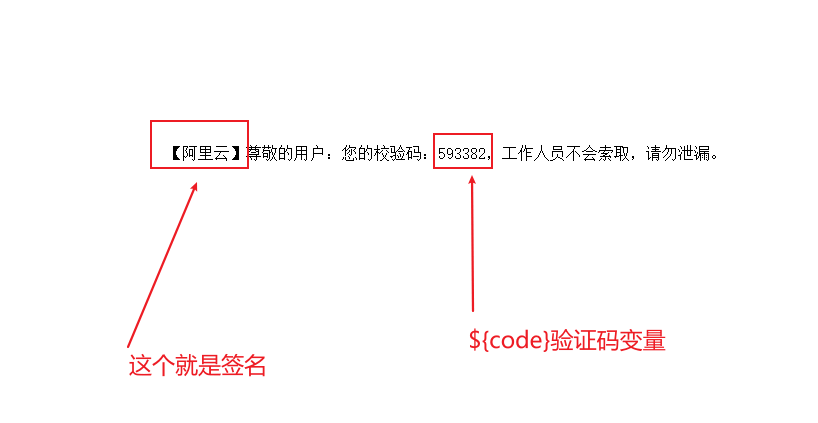 【阿里云】尊敬的用户：您的校验码：593382，工作人员不会索取，请勿泄漏。
${code}验证码变量
这个就是签名